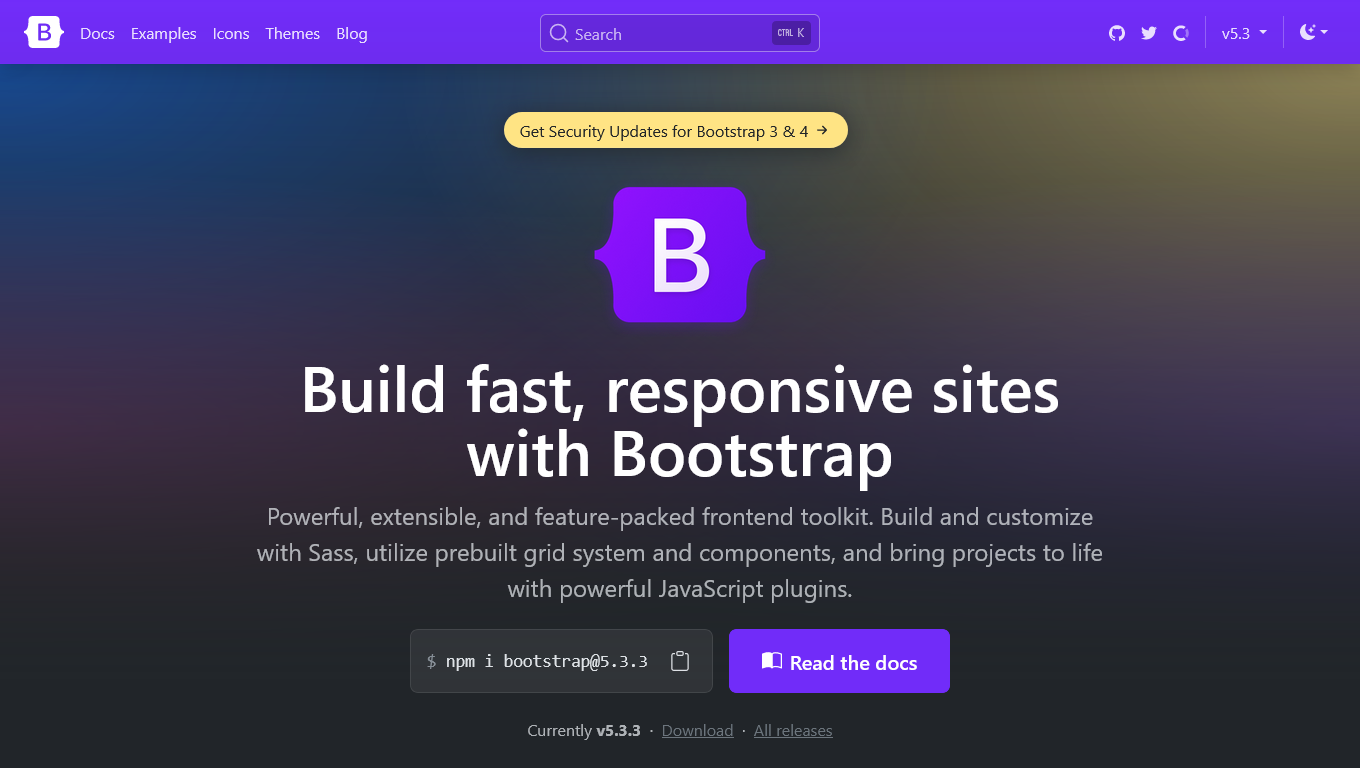 B Docs Examples Icons Themes Blog Search CTRL K v5.3
Get Security Updates for Bootstrap 3 & 4 →
B
Build fast, responsive sites
with Bootstrap
Powerful, extensible, and feature-packed frontend toolkit. Build and customize
with Sass, utilize prebuilt grid system and components, and bring projects to life
with powerful JavaScript plugins.
$ npm i bootstrap@5.3.3 Read the docs
Currently v5.3.3 · Download · All releases